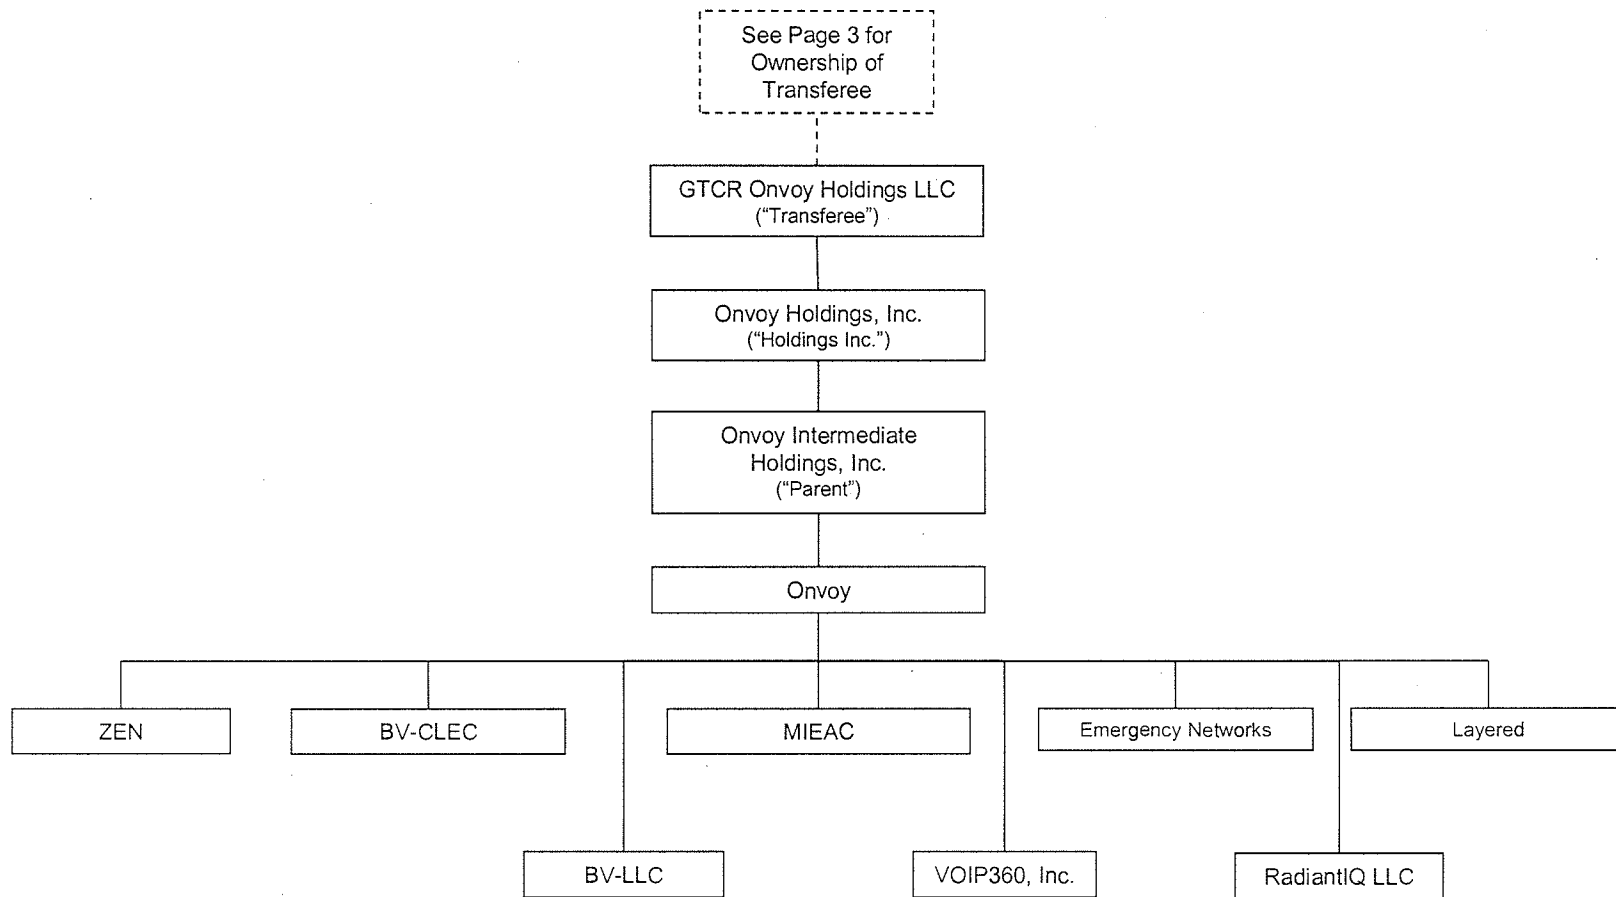 See Page 3 for
Ownership of
Transferee
GTCR Onvoy Holdings LLC
(“Transferee”)
Onvoy Holdings, Inc.
(“Holdings Inc.”)
Onvoy Intermediate
Holdings, Inc.
(“Parent”)
Onvoy
ZEN
BV-CLEC
MIEAC
Emergency Networks
Layered
BV-LLC
VOIP360, Inc.
RadiantIQ LLC